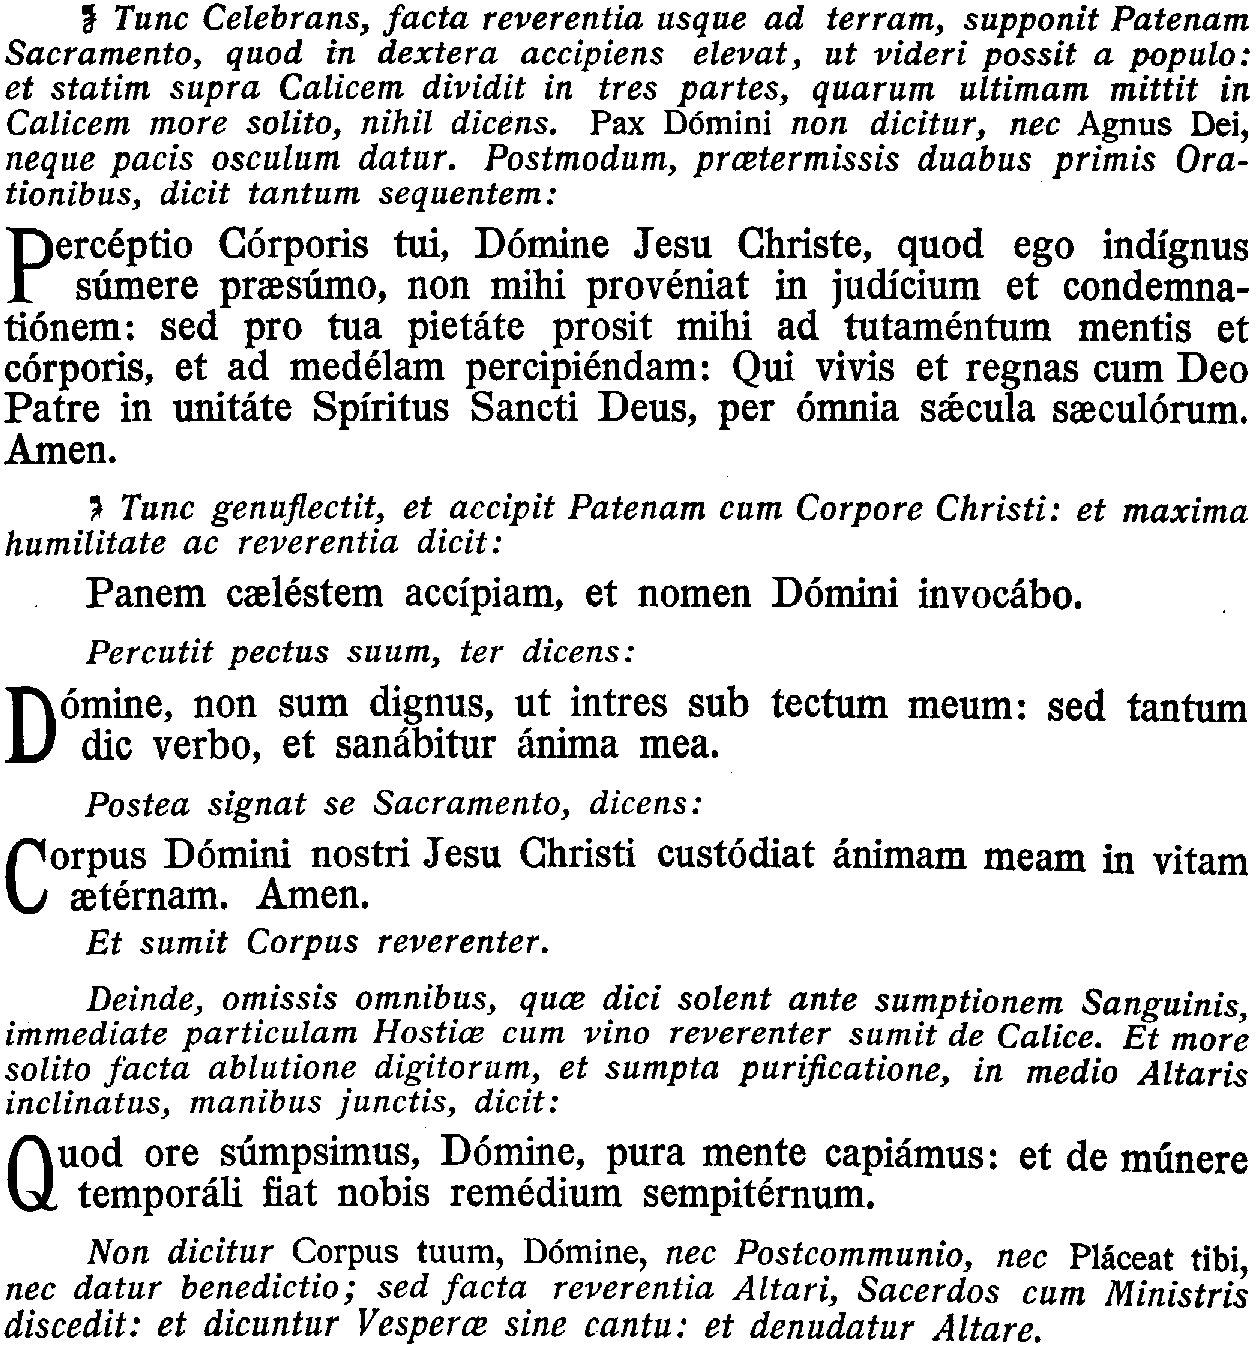 Tunc Celebrans, facta reverentia usque ad terram, supponit Patenam
Sacramento, quod in dextera accipiens elevat, ut videri possit a populo:
et statim supra Calicem dividit in tres partes, quarum ultimam mittit in
Calicem more solito, nihil dicens. Pax Dómini non dicitur, nec Agnus Dei,
neque pacis osculum datur. Postmodum, prætermissis duabus primis Ora-
tionibus, dicit tantum sequentem:
Percéptio Córporis tui, Dómine Jesu Christe, quod ego indígnus
súmere præsúmo, non mihi provéniat in judícium et condemna-
tiónem: sed pro tua pietáte prosit mihi ad tutaméntum mentis et
córporis, et ad medélam percipiéndam: Qui vivis et regnas cum Deo
Patre in unitáte Spíritus Sancti Deus, per ómnia sǽcula sæculórum.
Amen.
Tunc genuflectit, et accipit Patenam cum Corpore Christi: et maxima
humilitate ac reverentia dicit:
Panem cæléstem accípiam, et nomen Dómini invocábo.
Percutit pectus suum, ter dicens:
Dómine, non sum dignus, ut intres sub tectum meum: sed tantum
dic verbo, et sanábitur ánima mea.
Postea signat se Sacramento, dicens:
Corpus Dómini nostri Jesu Christi custódiat ánimam meam in vitam
ætérnam. Amen.
Et sumit Corpus reverenter.
Deinde, omissis omnibus, quæ dici solent ante sumptionem Sanguinis,
immediate particulam Hostiæ cum vino reverenter sumit de Calice. Et more
solito facta ablutione digitorum, et sumpta purificatione, in medio Altaris
inclinatus, manibus junctis, dicit:
Quod ore súmpsimus, Dómine, pura mente capiámus: et de múnere
temporáli fiat nobis remédium sempitérnum.
Non dicitur Corpus tuum, Dómine, nec Postcommunio, nec Pláceat tibi,
nec datur benedictio; sed facta reverentia Altari, Sacerdos cum Ministris
discedit: et dicuntur Vesperæ sine cantu: et denudatur Altare.